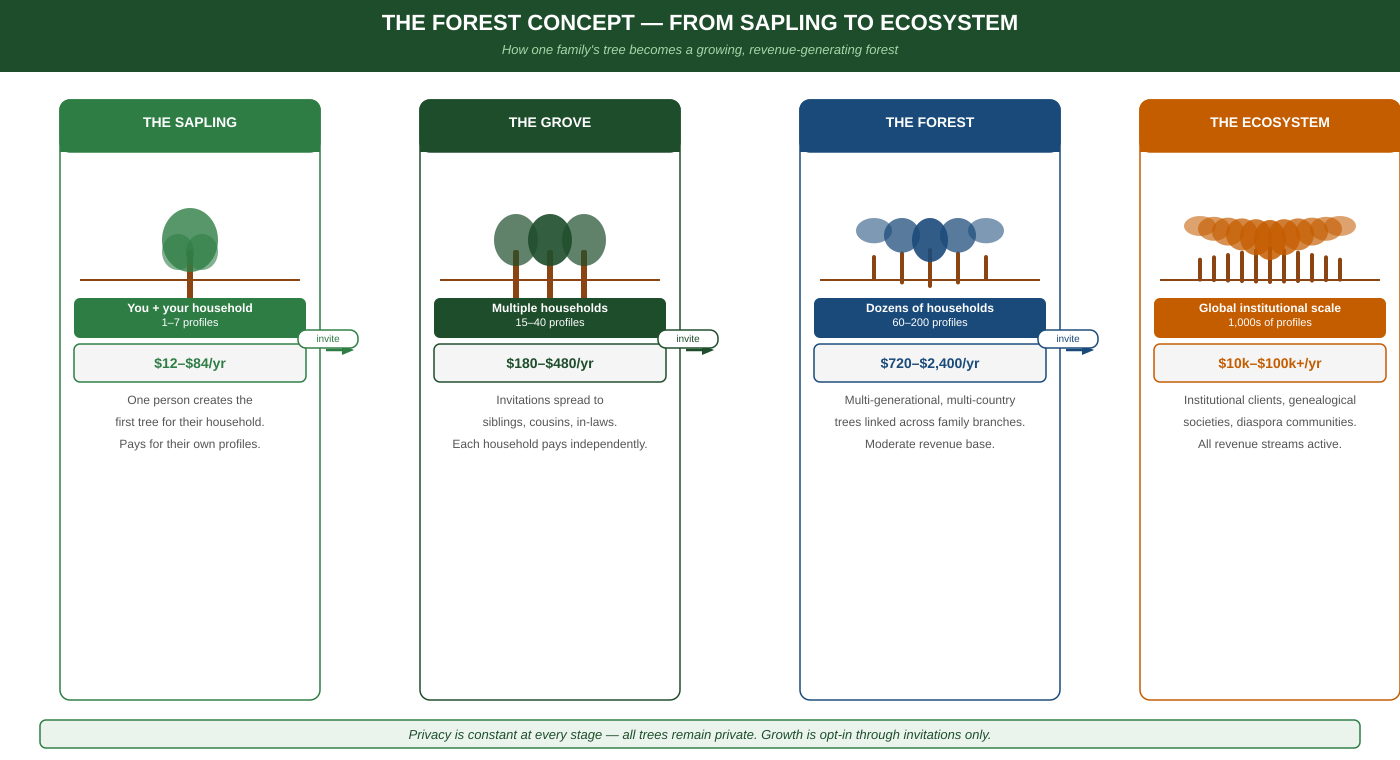 THE FOREST CONCEPT — FROM SAPLING TO ECOSYSTEM
How one family's tree becomes a growing, revenue-generating forest
THE SAPLING
You + your household
1–7 profiles
invite
$12–$84/yr
One person creates the
first tree for their household.
Pays for their own profiles.
THE GROVE
Multiple households
15–40 profiles
invite
$180–$480/yr
Invitations spread to
siblings, cousins, in-laws.
Each household pays independently.
THE FOREST
Dozens of households
60–200 profiles
invite
$720–$2,400/yr
Multi-generational, multi-country
trees linked across family branches.
Moderate revenue base.
THE ECOSYSTEM
Global institutional scale
1,000s of profiles
$10k–$100k+/yr
Institutional clients, genealogical
societies, diaspora communities.
All revenue streams active.
Privacy is constant at every stage — all trees remain private. Growth is opt-in through invitations only.